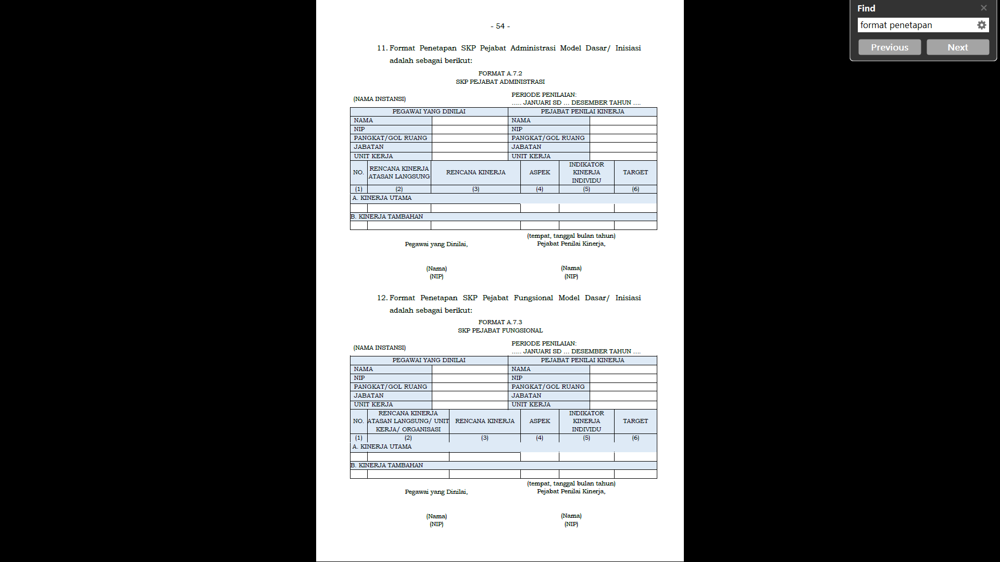 - 54 -
11. Format Penetapan SKP Pejabat Administrasi Model Dasar/ Inisiasi
adalah sebagai berikut:
FORMAT A.7.2
SKP PEJABAT ADMINISTRASI
(NAMA INSTANSI)
PERIODE PENILAIAN:
..... JANUARI SD ... DESEMBER TAHUN ....
PEGAWAI YANG DINILAI PEJABAT PENILAI KINERJA
NAMA NAMA
NIP NIP
PANGKAT/GOL RUANG PANGKAT/GOL RUANG
JABATAN JABATAN
UNIT KERJA UNIT KERJA
NO. RENCANA KINERJA ATASAN LANGSUNG RENCANA KINERJA ASPEK INDIKATOR KINERJA INDIVIDU TARGET
(1) (2) (3) (4) (5) (6)
A. KINERJA UTAMA
B. KINERJA TAMBAHAN
(tempat, tanggal bulan tahun)
Pegawai yang Dinilai, Pejabat Penilai Kinerja,
(Nama) (Nama)
(NIP) (NIP)
12. Format Penetapan SKP Pejabat Fungsional Model Dasar/ Inisiasi
adalah sebagai berikut:
FORMAT A.7.3
SKP PEJABAT FUNGSIONAL
(NAMA INSTANSI)
PERIODE PENILAIAN:
..... JANUARI SD ... DESEMBER TAHUN ....
PEGAWAI YANG DINILAI PEJABAT PENILAI KINERJA
NAMA NAMA
NIP NIP
PANGKAT/GOL RUANG PANGKAT/GOL RUANG
JABATAN JABATAN
UNIT KERJA UNIT KERJA
NO. RENCANA KINERJA ATASAN LANGSUNG/ UNIT KERJA/ ORGANISASI RENCANA KINERJA ASPEK INDIKATOR KINERJA INDIVIDU TARGET
(1) (2) (3) (4) (5) (6)
A. KINERJA UTAMA
B. KINERJA TAMBAHAN
(tempat, tanggal bulan tahun)
Pegawai yang Dinilai, Pejabat Penilai Kinerja,
(Nama) (Nama)
(NIP) (NIP)
Find
format penetapan
Previous Next